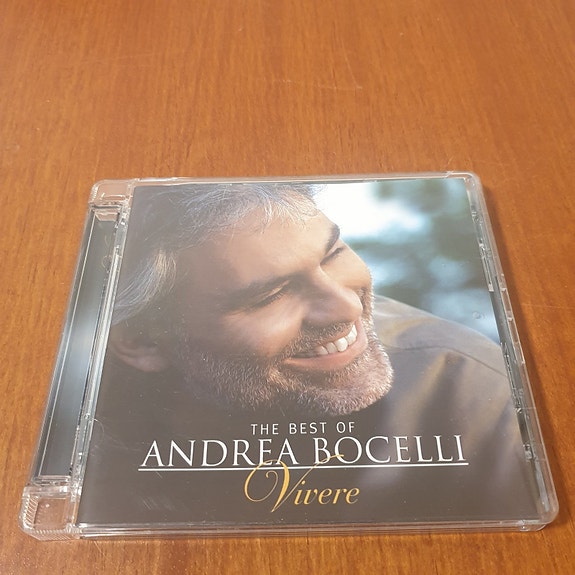 THE BEST OF
ANDREA BOCELLI
Vivere